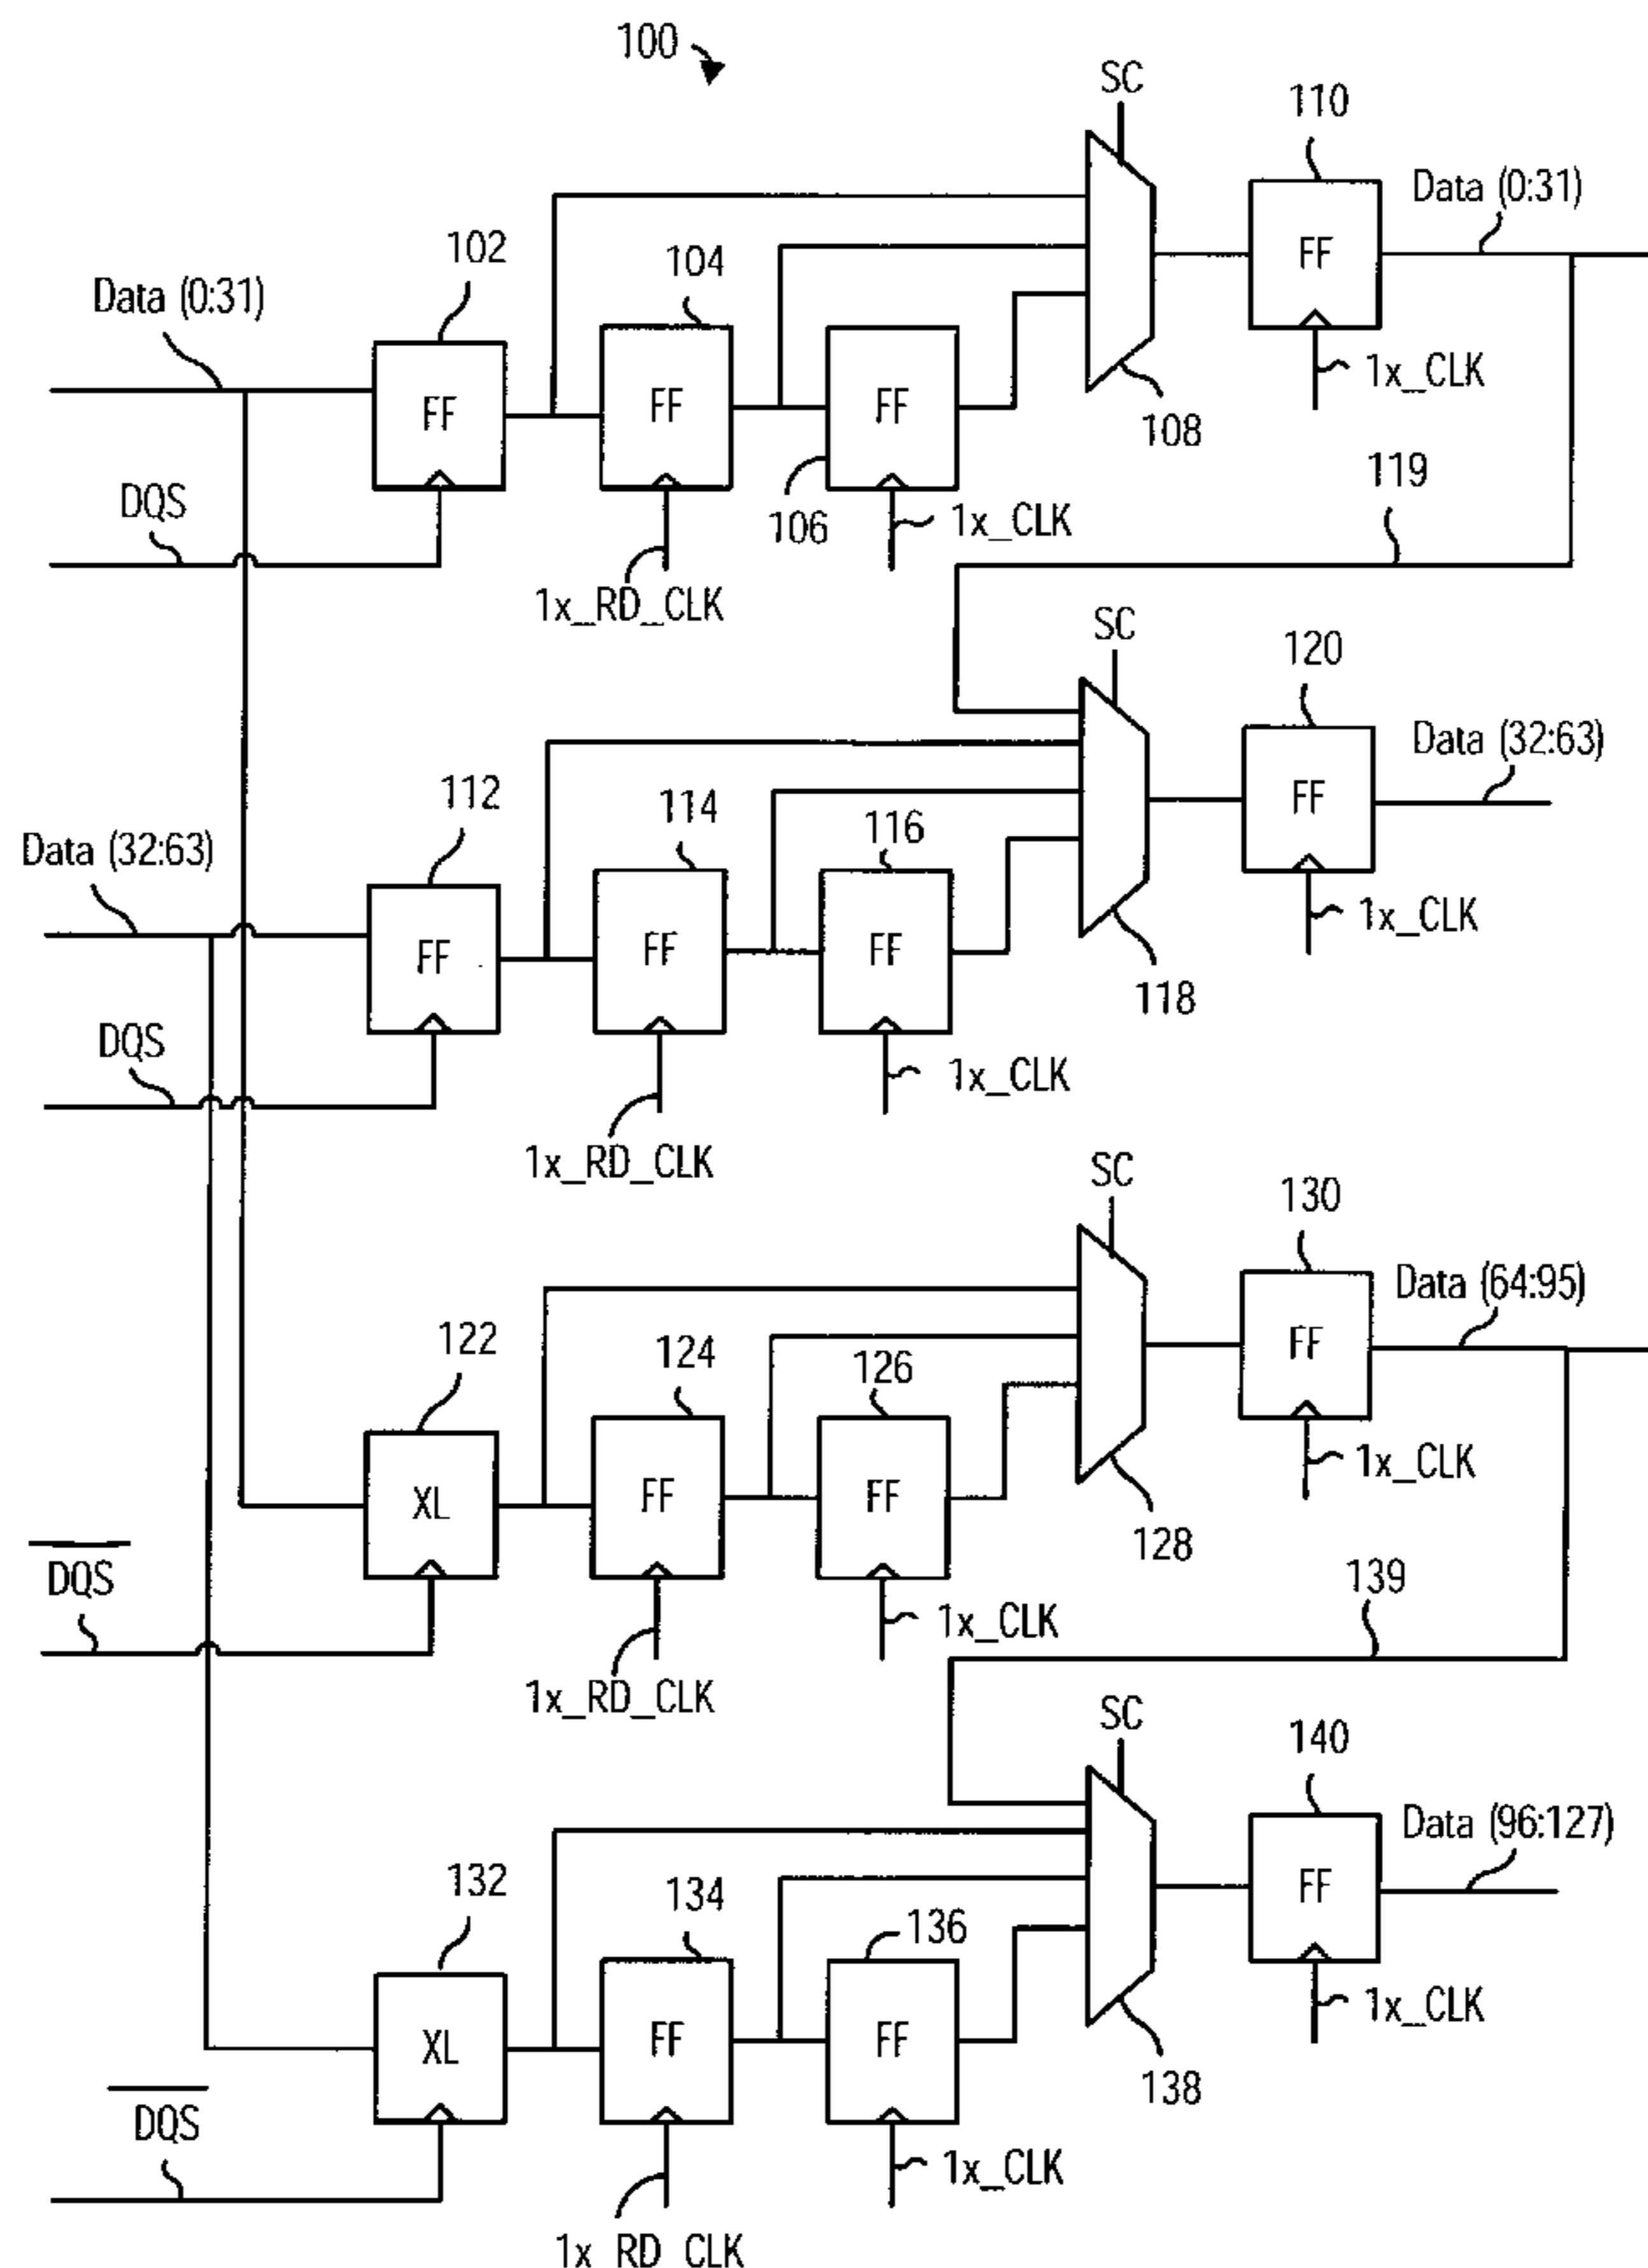 100
SC
110
Data (0:31)
102
104
Data (0:31)
FF
FF
FF
FF
1x_CLK
108
DQS
106
1x_CLK
119
1x_RD_CLK
SC
120
Data (32:63)
112
114
116
Data (32:63)
FF
FF
FF
FF
1x_CLK
118
DQS
1x_CLK
1x_RD_CLK
SC
130
Data (64:95)
122
124
126
FF
XL
FF
FF
1x_CLK
128
DQS
1x_CLK
139
1x_RD_CLK
SC
140
Data (96:127)
132
134
136
FF
XL
FF
FF
1x_CLK
138
DQS
1x_CLK
1x_RD_CLK